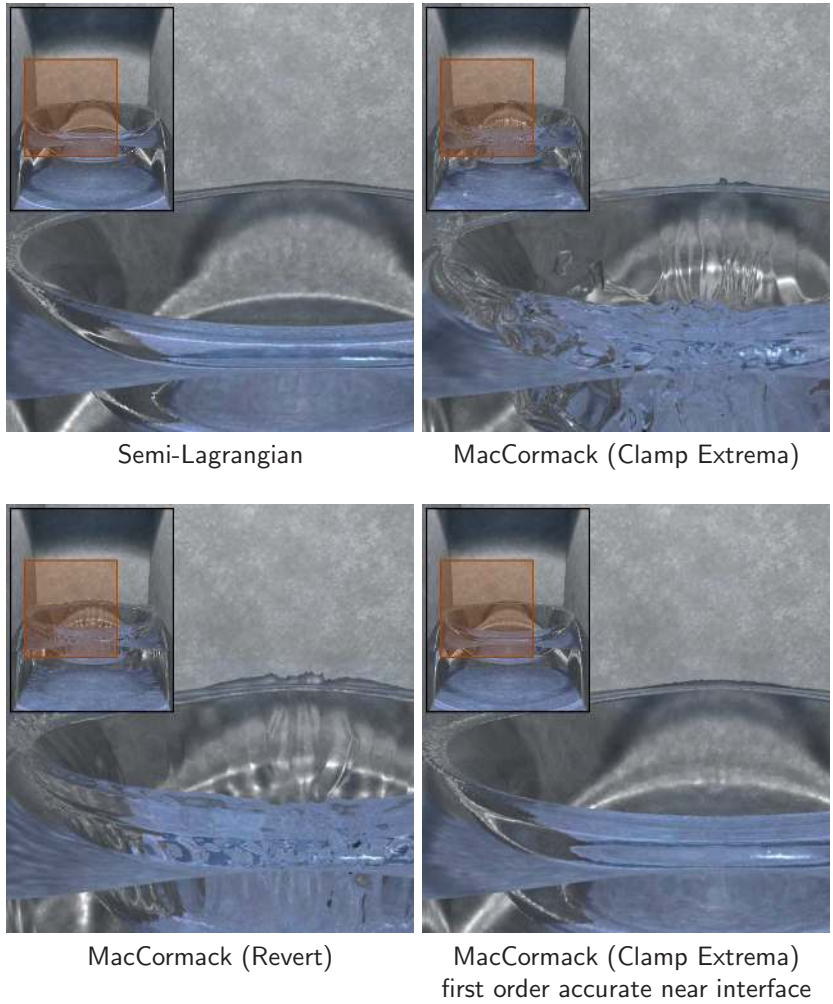 Semi-Lagrangian
MacCormack (Clamp Extrema)
MacCormack (Revert)
MacCormack (Clamp Extrema)
first order accurate near interface